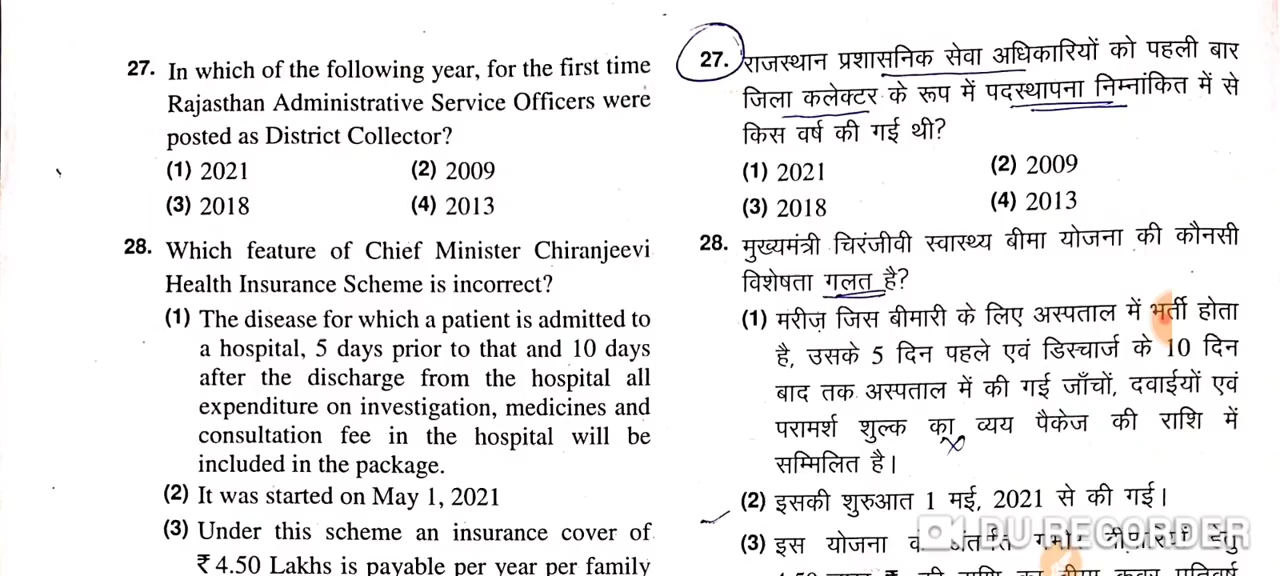 27. In which of the following year, for the first time
Rajasthan Administrative Service Officers were
posted as District Collector?
(1) 2021 (2) 2009
(3) 2018 (4) 2013
28. Which feature of Chief Minister Chiranjeevi
Health Insurance Scheme is incorrect?
(1) The disease for which a patient is admitted to
a hospital, 5 days prior to that and 10 days
after the discharge from the hospital all
expenditure on investigation, medicines and
consultation fee in the hospital will be
included in the package.
(2) It was started on May 1, 2021
(3) Under this scheme an insurance cover of
₹ 4.50 Lakhs is payable per year per family
27. राजस्थान प्रशासनिक सेवा अधिकारियों को पहली बार
जिला कलेक्टर के रूप में पदस्थापना निम्नांकित में से
किस वर्ष की गई थी?
(1) 2021 (2) 2009
(3) 2018 (4) 2013
28. मुख्यमंत्री चिरंजीवी स्वास्थ्य बीमा योजना की कौनसी
विशेषता गलत है?
(1) मरीज़ जिस बीमारी के लिए अस्पताल में भर्ती होता
है, उसके 5 दिन पहले एवं डिस्चार्ज के 10 दिन
बाद तक अस्पताल में की गई जाँचों, दवाईयों एवं
परामर्श शुल्क का व्यय पैकेज की राशि में
सम्मिलित है।
(2) इसकी शुरुआत 1 मई, 2021 से की गई।
(3) इस योजना
DU RECORDER